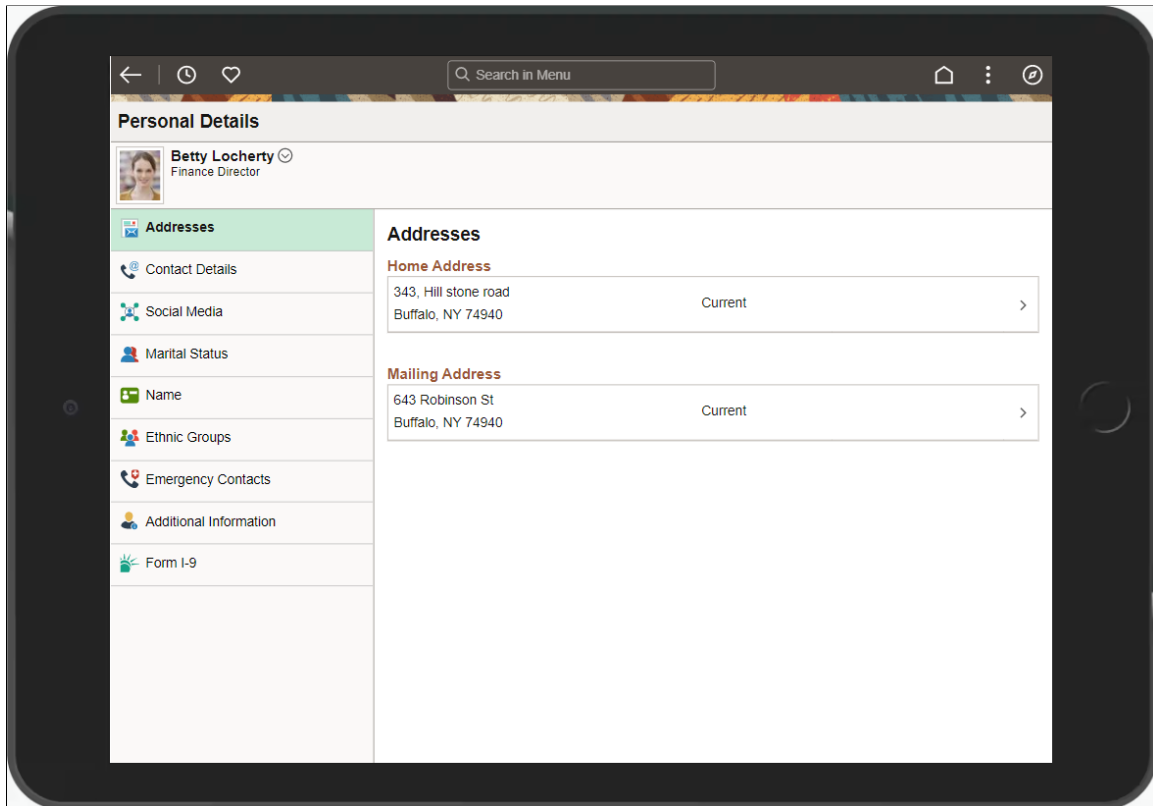 Search in Menu
Personal Details
Betty Locherty
Finance Director
Addresses
Contact Details
Social Media
Marital Status
Name
Ethnic Groups
Emergency Contacts
Additional Information
Form I-9
Addresses
Home Address
343, Hill stone road
Buffalo, NY 74940
Current
Mailing Address
643 Robinson St
Buffalo, NY 74940
Current